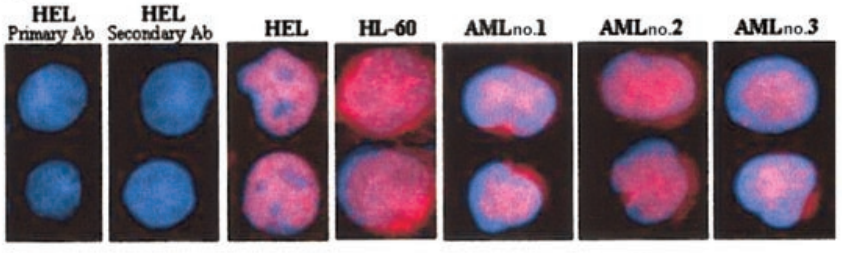 HEL
Primary Ab
HEL
Secondary Ab
HEL
HL-60
AMLno.1
AMLno.2
AMLno.3